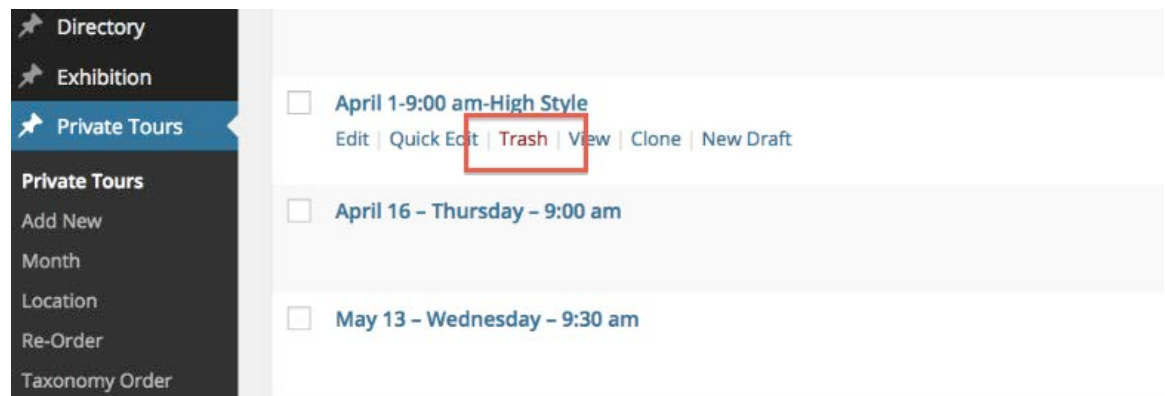 Directory
Exhibition
Private Tours
Private Tours
Add New
Month
Location
Re-Order
Taxonomy Order
April 1-9:00 am-High Style
Edit | Quick Edit | Trash | View | Clone | New Draft
April 16 – Thursday – 9:00 am
May 13 – Wednesday – 9:30 am